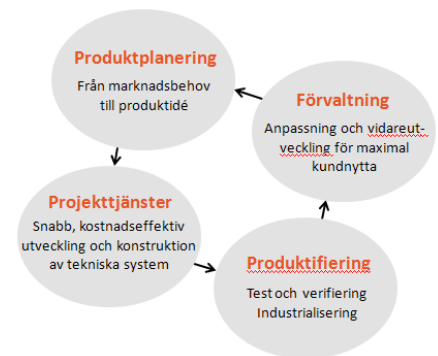 Produktplanering
Från marknadsbehov
till produktidé
Förvaltning
Anpassning och vidareut-
veckling för maximal
kundnytta
Projekttjänster
Snabb, kostnadseffektiv
utveckling och konstruktion
av tekniska system
Produktifiering
Test och verifiering
Industrialisering